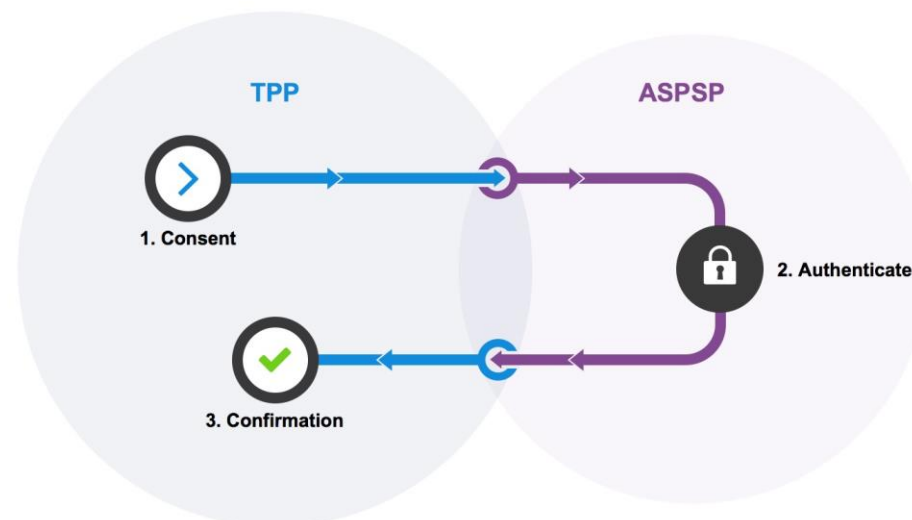 TPP
ASPSP
1. Consent
2. Authenticate
3. Confirmation